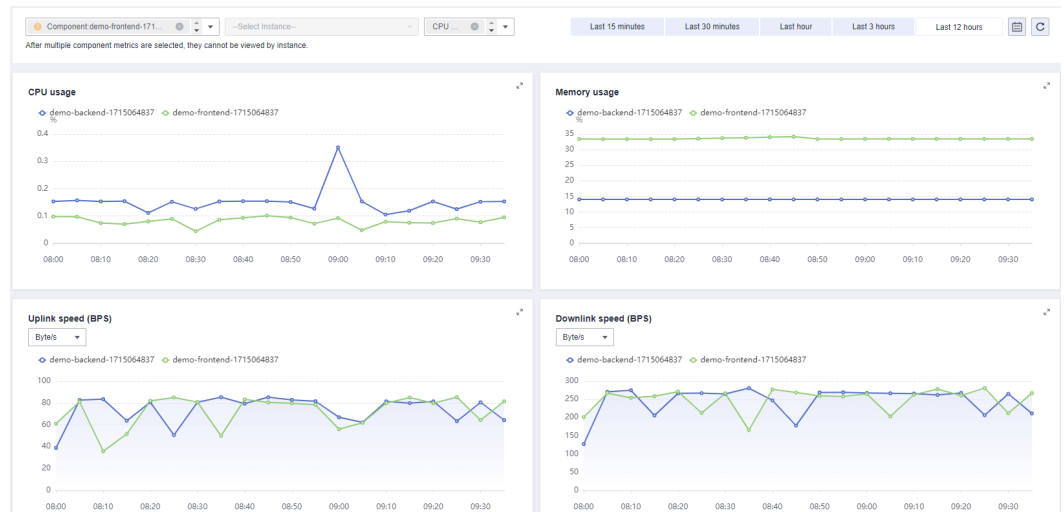 Component:demo-frontend-171... --Select Instance-- CPU ... Last 15 minutes Last 30 minutes Last hour Last 3 hours Last 12 hours
After multiple component metrics are selected, they cannot be viewed by instance.
CPU usage
demo-backend-1715064837 demo-frontend-1715064837
%
0.4
0.3
0.2
0.1
0
08:00 08:10 08:20 08:30 08:40 08:50 09:00 09:10 09:20 09:30
Memory usage
demo-backend-1715064837 demo-frontend-1715064837
%
35
30
25
20
15
10
5
0
08:00 08:10 08:20 08:30 08:40 08:50 09:00 09:10 09:20 09:30
Uplink speed (BPS)
Byte/s
demo-backend-1715064837 demo-frontend-1715064837
100
80
60
40
20
0
08:00 08:10 08:20 08:30 08:40 08:50 09:00 09:10 09:20 09:30
Downlink speed (BPS)
Byte/s
demo-backend-1715064837 demo-frontend-1715064837
300
250
200
150
100
50
0
08:00 08:10 08:20 08:30 08:40 08:50 09:00 09:10 09:20 09:30